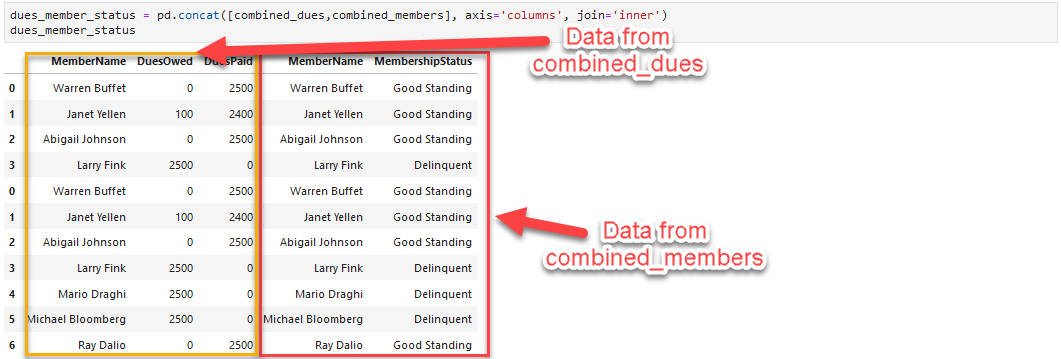 dues_member_status = pd.concat([combined_dues,combined_members], axis='columns', join='inner')
dues_member_status
Data from
combined_dues
MemberName DuesOwed DuesPaid MemberName MembershipStatus
0 Warren Buffet 0 2500 Warren Buffet Good Standing
1 Janet Yellen 100 2400 Janet Yellen Good Standing
2 Abigail Johnson 0 2500 Abigail Johnson Good Standing
3 Larry Fink 2500 0 Larry Fink Delinquent
0 Warren Buffet 0 2500 Warren Buffet Good Standing
1 Janet Yellen 100 2400 Janet Yellen Good Standing
2 Abigail Johnson 0 2500 Abigail Johnson Good Standing
3 Larry Fink 2500 0 Larry Fink Delinquent
4 Mario Draghi 2500 0 Mario Draghi Delinquent
5 Michael Bloomberg 2500 0 Michael Bloomberg Delinquent
6 Ray Dalio 0 2500 Ray Dalio Good Standing
Data from
combined_members